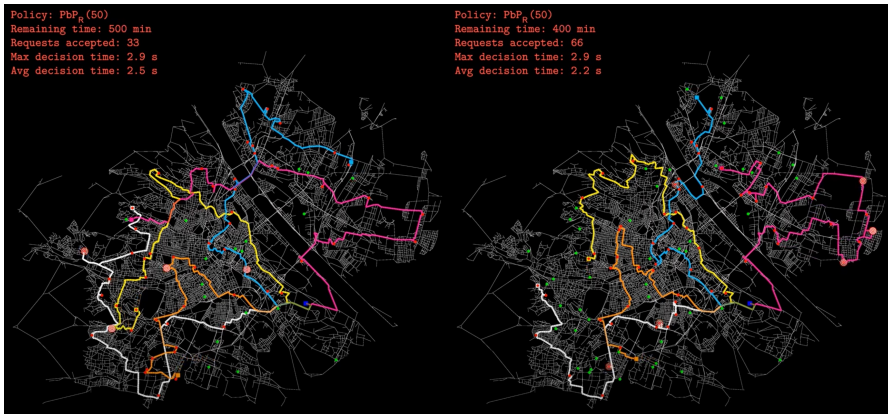 Policy: PbP_R(50)
Remaining time: 500 min
Requests accepted: 33
Max decision time: 2.9 s
Avg decision time: 2.5 s
Policy: PbP_R(50)
Remaining time: 400 min
Requests accepted: 66
Max decision time: 2.9 s
Avg decision time: 2.2 s